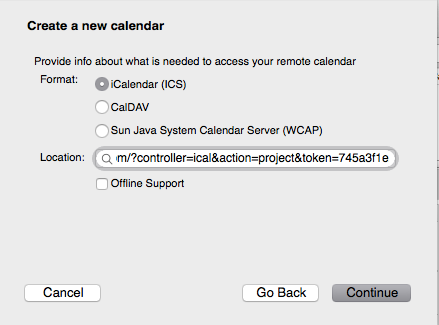 Create a new calendar
Provide info about what is needed to access your remote calendar
Format:
iCalendar (ICS)
CalDAV
Sun Java System Calendar Server (WCAP)
Location: m/?controller=ical&action=project&token=745a3f1e
Offline Support
Cancel Go Back Continue